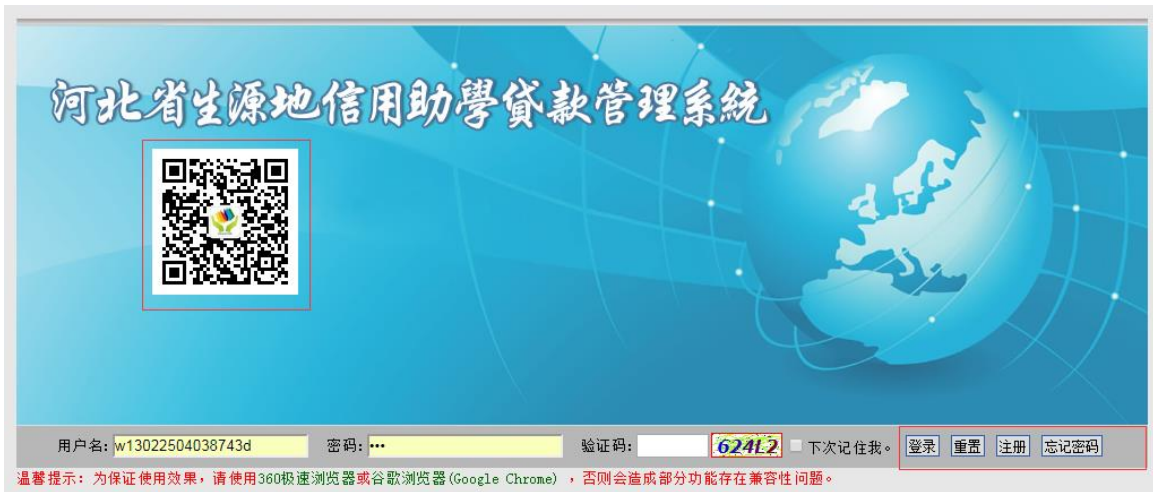 河北省生源地信用助學貸款管理系統
用户名: w13022504038743d 密码: ••• 验证码: 624L2 下次记住我。 登录 重置 注册 忘记密码
温馨提示：为保证使用效果，请使用360极速浏览器或谷歌浏览器(Google Chrome) ，否则会造成部分功能存在兼容性问题。